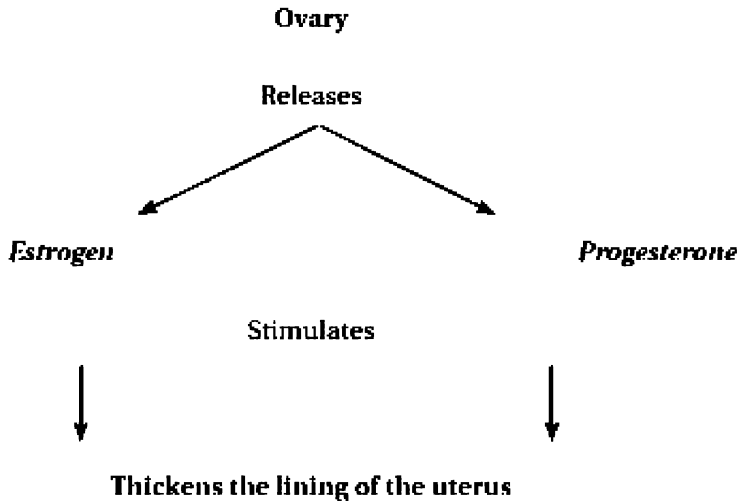 Ovary
Releases
Estrogen
Progesterone
Stimulates
Thickens the lining of the uterus